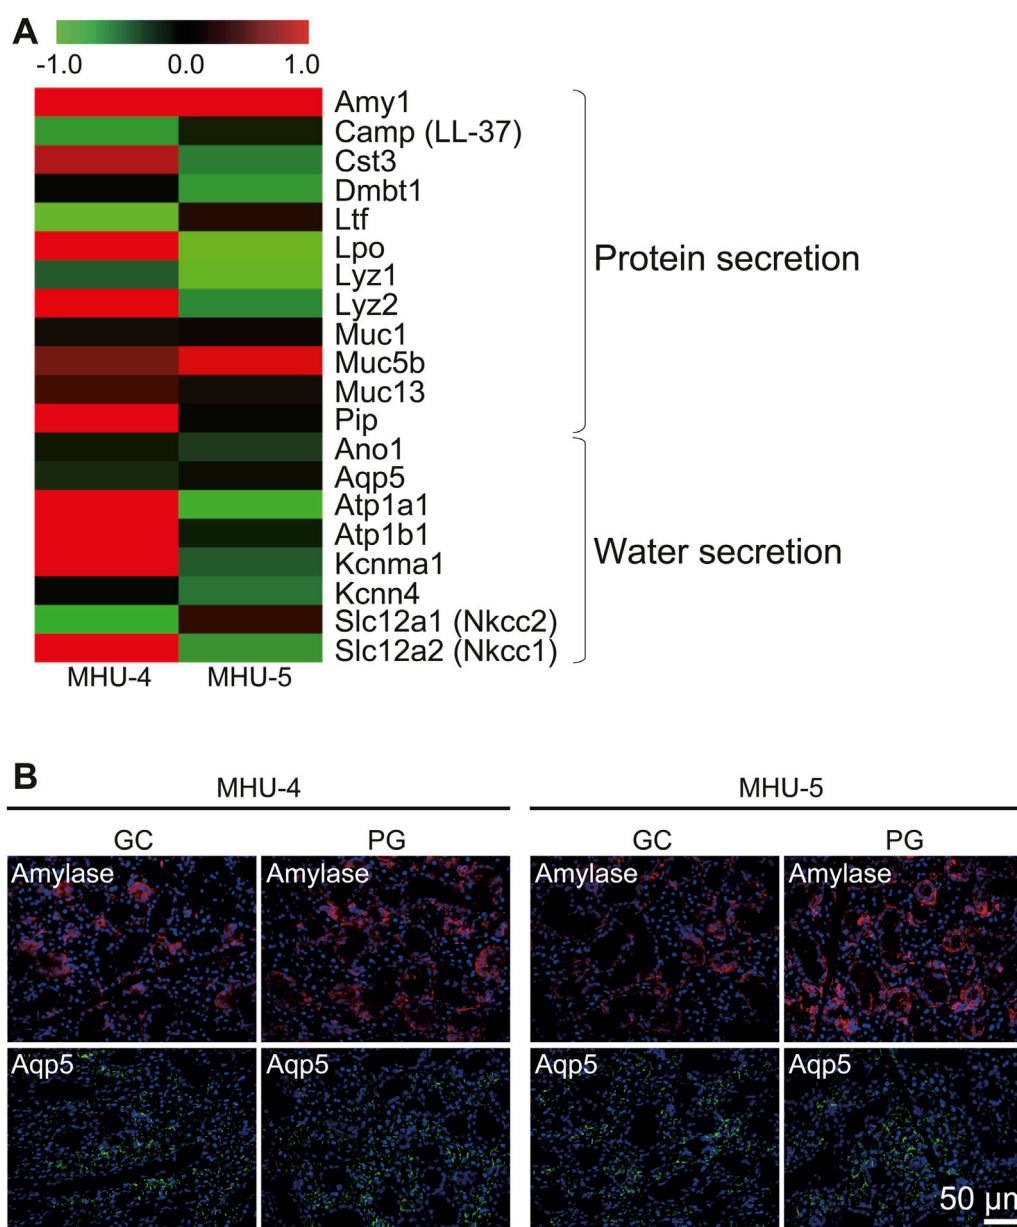 A
-1.0 0.0 1.0
Amy1
Camp (LL-37)
Cst3
Dmbt1
Ltf
Lpo
Lyz1
Lyz2
Muc1
Muc5b
Muc13
Pip
Protein secretion
Ano1
Aqp5
Atp1a1
Atp1b1
Kcnma1
Kcnn4
Slc12a1 (Nkcc2)
Slc12a2 (Nkcc1)
Water secretion
MHU-4 MHU-5
B
MHU-4 MHU-5
GC PG GC PG
Amylase Amylase Amylase Amylase
Aqp5 Aqp5 Aqp5 Aqp5
50 µm